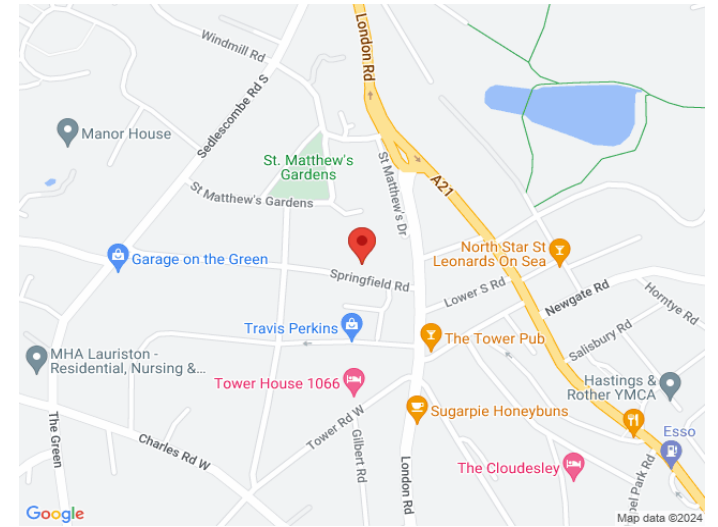 Windmill Rd
London Rd
Sedlescombe Rd S
Manor House
St. Matthew's
Gardens
St Matthew's Gardens
St Matthew's Dr
A21
Garage on the Green
Springfield Rd
North Star St
Leonards On Sea
Lower S Rd
Newgate Rd
Horntye Rd
Travis Perkins
The Tower Pub
Salisbury Rd
MHA Lauriston -
Residential, Nursing &...
Tower House 1066
Hastings &
Rother YMCA
Sugarpie Honeybuns
The Green
Charles Rd W
Tower Rd W
Gilbert Rd
London Rd
The Cloudesley
Esso
pel Park Rd
Google
Map data ©2024